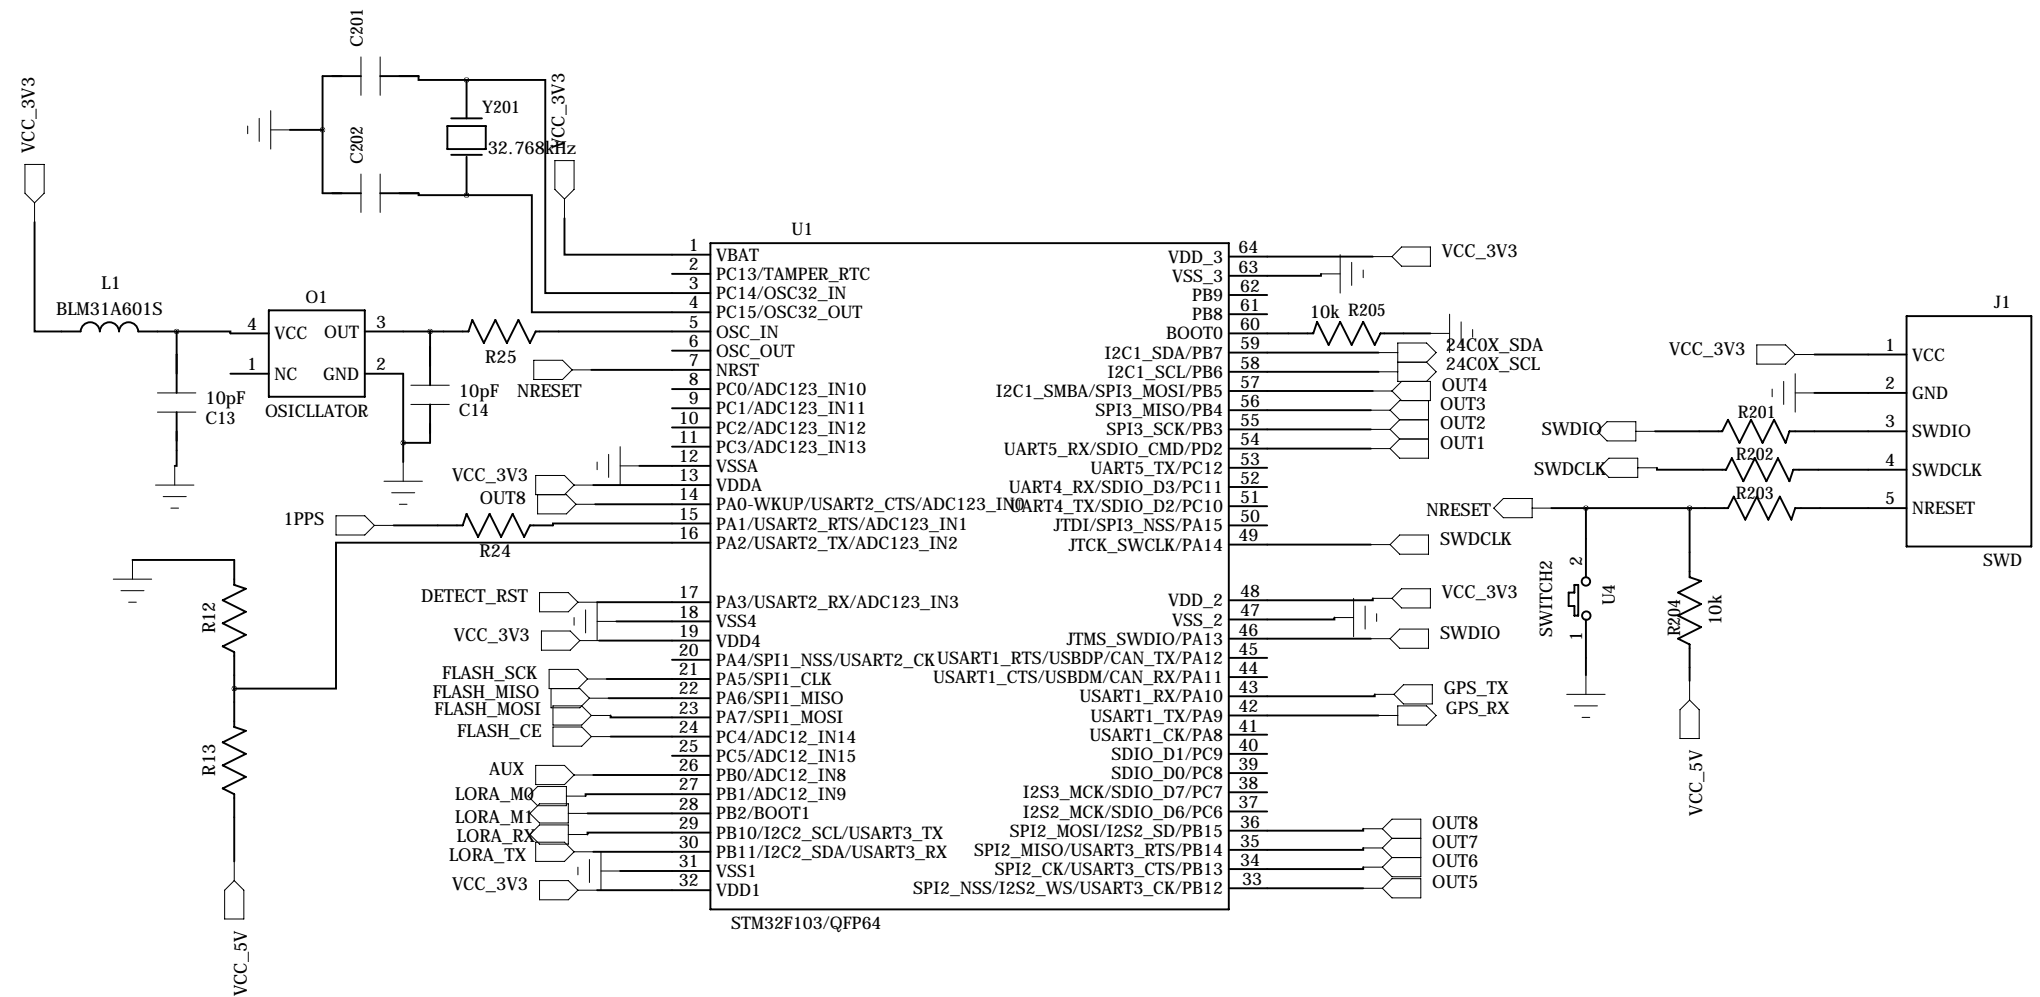 C201
VCC_3V3
Y201
VCC_3V3
C202
32.768kHz
U1
L1
BLM31A601S
O1
4 VCC OUT 3
1 NC GND 2
OSICLLATOR
10pF
C13
10pF
C14
R25
NRESET
VCC_3V3
OUT8
1PPS
R24
R12
R13
VCC_5V
DETECT_RST
VCC_3V3
FLASH_SCK
FLASH_MISO
FLASH_MOSI
FLASH_CE
AUX
LORA_M0
LORA_M1
LORA_RX
LORA_TX
VCC_3V3
1 VBAT
2 PC13/TAMPER_RTC
3 PC14/OSC32_IN
4 PC15/OSC32_OUT
5 OSC_IN
6 OSC_OUT
7 NRST
8 PC0/ADC123_IN10
9 PC1/ADC123_IN11
10 PC2/ADC123_IN12
11 PC3/ADC123_IN13
12 VSSA
13 VDDA
14 PA0-WKUP/USART2_CTS/ADC123_IN0
15 PA1/USART2_RTS/ADC123_IN1
16 PA2/USART2_TX/ADC123_IN2
17 PA3/USART2_RX/ADC123_IN3
18 VSS4
19 VDD4
20 PA4/SPI1_NSS/USART2_CK
21 PA5/SPI1_CLK
22 PA6/SPI1_MISO
23 PA7/SPI1_MOSI
24 PC4/ADC12_IN14
25 PC5/ADC12_IN15
26 PB0/ADC12_IN8
27 PB1/ADC12_IN9
28 PB2/BOOT1
29 PB10/I2C2_SCL/USART3_TX
30 PB11/I2C2_SDA/USART3_RX
31 VSS1
32 VDD1
STM32F103/QFP64
VDD_3 64
VSS_3 63
PB9 62
PB8 61
BOOT0 60
I2C1_SDA/PB7 59
I2C1_SCL/PB6 58
I2C1_SMBA/SPI3_MOSI/PB5 57
SPI3_MISO/PB4 56
SPI3_SCK/PB3 55
UART5_RX/SDIO_CMD/PD2 54
UART5_TX/PC12 53
UART4_RX/SDIO_D3/PC11 52
UART4_TX/SDIO_D2/PC10 51
JTDI/SPI3_NSS/PA15 50
JTCK_SWCLK/PA14 49
VDD_2 48
VSS_2 47
JTMS_SWDIO/PA13 46
USART1_RTS/USBDP/CAN_TX/PA12 45
USART1_CTS/USBDM/CAN_RX/PA11 44
USART1_RX/PA10 43
USART1_TX/PA9 42
USART1_CK/PA8 41
SDIO_D1/PC9 40
SDIO_D0/PC8 39
I2S3_MCK/SDIO_D7/PC7 38
I2S2_MCK/SDIO_D6/PC6 37
SPI2_MOSI/I2S2_SD/PB15 36
SPI2_MISO/USART3_RTS/PB14 35
SPI2_CK/USART3_CTS/PB13 34
SPI2_NSS/I2S2_WS/USART3_CK/PB12 33
VCC_3V3
10k R205
24C0X_SDA
24C0X_SCL
OUT4
OUT3
OUT2
OUT1
SWDCLK
VCC_3V3
SWDIO
GPS_TX
GPS_RX
OUT8
OUT7
OUT6
OUT5
J1
VCC_3V3 1 VCC
2 GND
SWDIO R201 3 SWDIO
SWDCLK R202 4 SWDCLK
NRESET R203 5 NRESET
SWD
SWITCH2
2
1
U4
R204
10k
VCC_5V